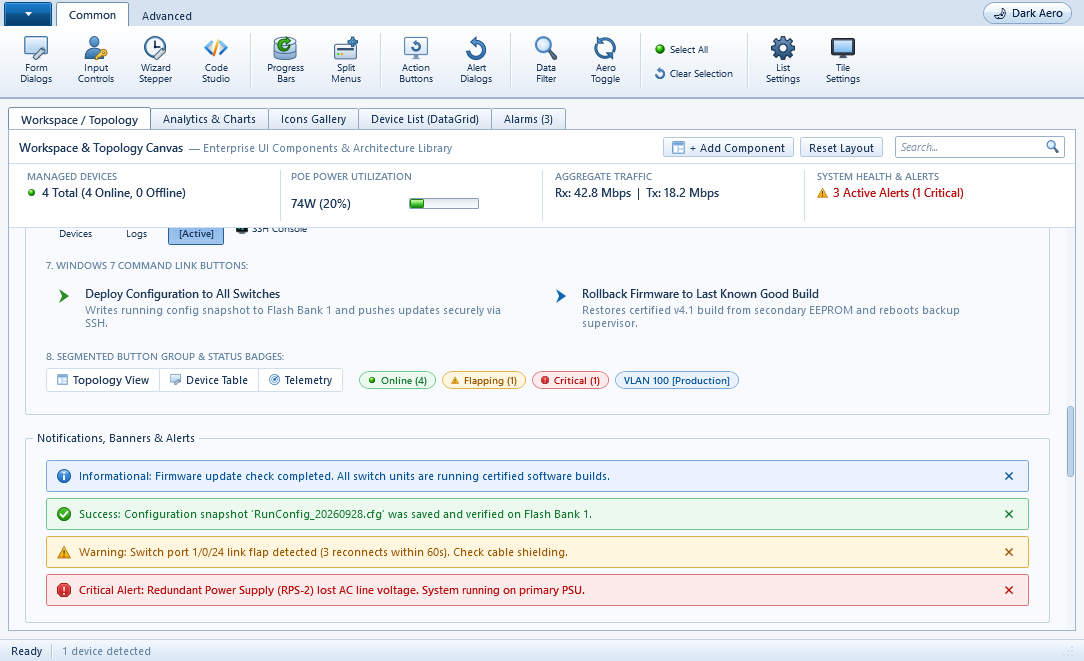 Common
Advanced
Dark Aero
Form Dialogs
Input Controls
Wizard Stepper
Code Studio
Progress Bars
Split Menus
Action Buttons
Alert Dialogs
Data Filter
Aero Toggle
Select All
Clear Selection
List Settings
Tile Settings
Workspace / Topology
Analytics & Charts
Icons Gallery
Device List (DataGrid)
Alarms (3)
Workspace & Topology Canvas — Enterprise UI Components & Architecture Library
+ Add Component
Reset Layout
Search...
MANAGED DEVICES
4 Total (4 Online, 0 Offline)
POE POWER UTILIZATION
74W (20%)
AGGREGATE TRAFFIC
Rx: 42.8 Mbps | Tx: 18.2 Mbps
SYSTEM HEALTH & ALERTS
3 Active Alerts (1 Critical)
Devices
Logs
[Active]
SSH Console
7. WINDOWS 7 COMMAND LINK BUTTONS:
Deploy Configuration to All Switches
Writes running config snapshot to Flash Bank 1 and pushes updates securely via
SSH.
Rollback Firmware to Last Known Good Build
Restores certified v4.1 build from secondary EEPROM and reboots backup
supervisor.
8. SEGMENTED BUTTON GROUP & STATUS BADGES:
Topology View
Device Table
Telemetry
Online (4)
Flapping (1)
Critical (1)
VLAN 100 [Production]
Notifications, Banners & Alerts
Informational: Firmware update check completed. All switch units are running certified software builds.
Success: Configuration snapshot 'RunConfig_20260928.cfg' was saved and verified on Flash Bank 1.
Warning: Switch port 1/0/24 link flap detected (3 reconnects within 60s). Check cable shielding.
Critical Alert: Redundant Power Supply (RPS-2) lost AC line voltage. System running on primary PSU.
Ready
1 device detected